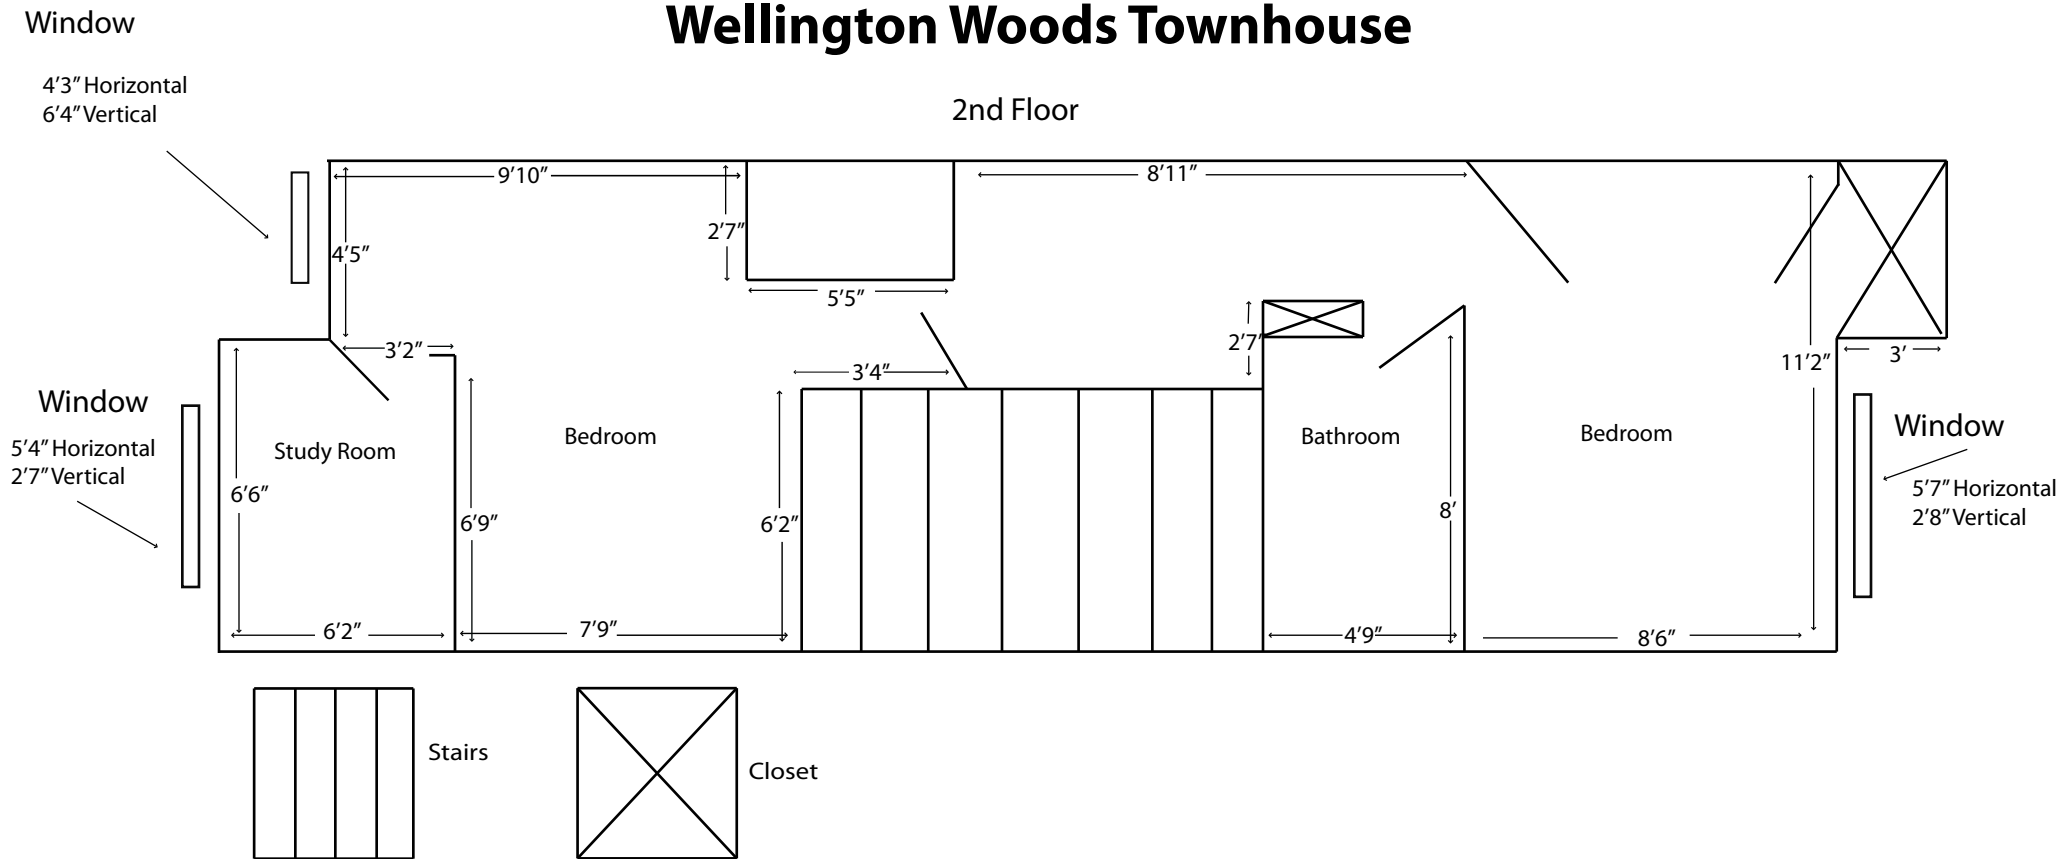 Wellington Woods Townhouse
2nd Floor
Window
4’3” Horizontal
6’4” Vertical
9’10”
8’11”
2’7”
4’5”
5’5”
3’2”
3’4”
2’7”
11’2”
3’
Window
5’4” Horizontal
2’7” Vertical
Study Room
Bedroom
Bathroom
Bedroom
Window
5’7” Horizontal
2’8” Vertical
6’6”
6’9”
6’2”
8’
6’2”
7’9”
4’9”
8’6”
Stairs
Closet